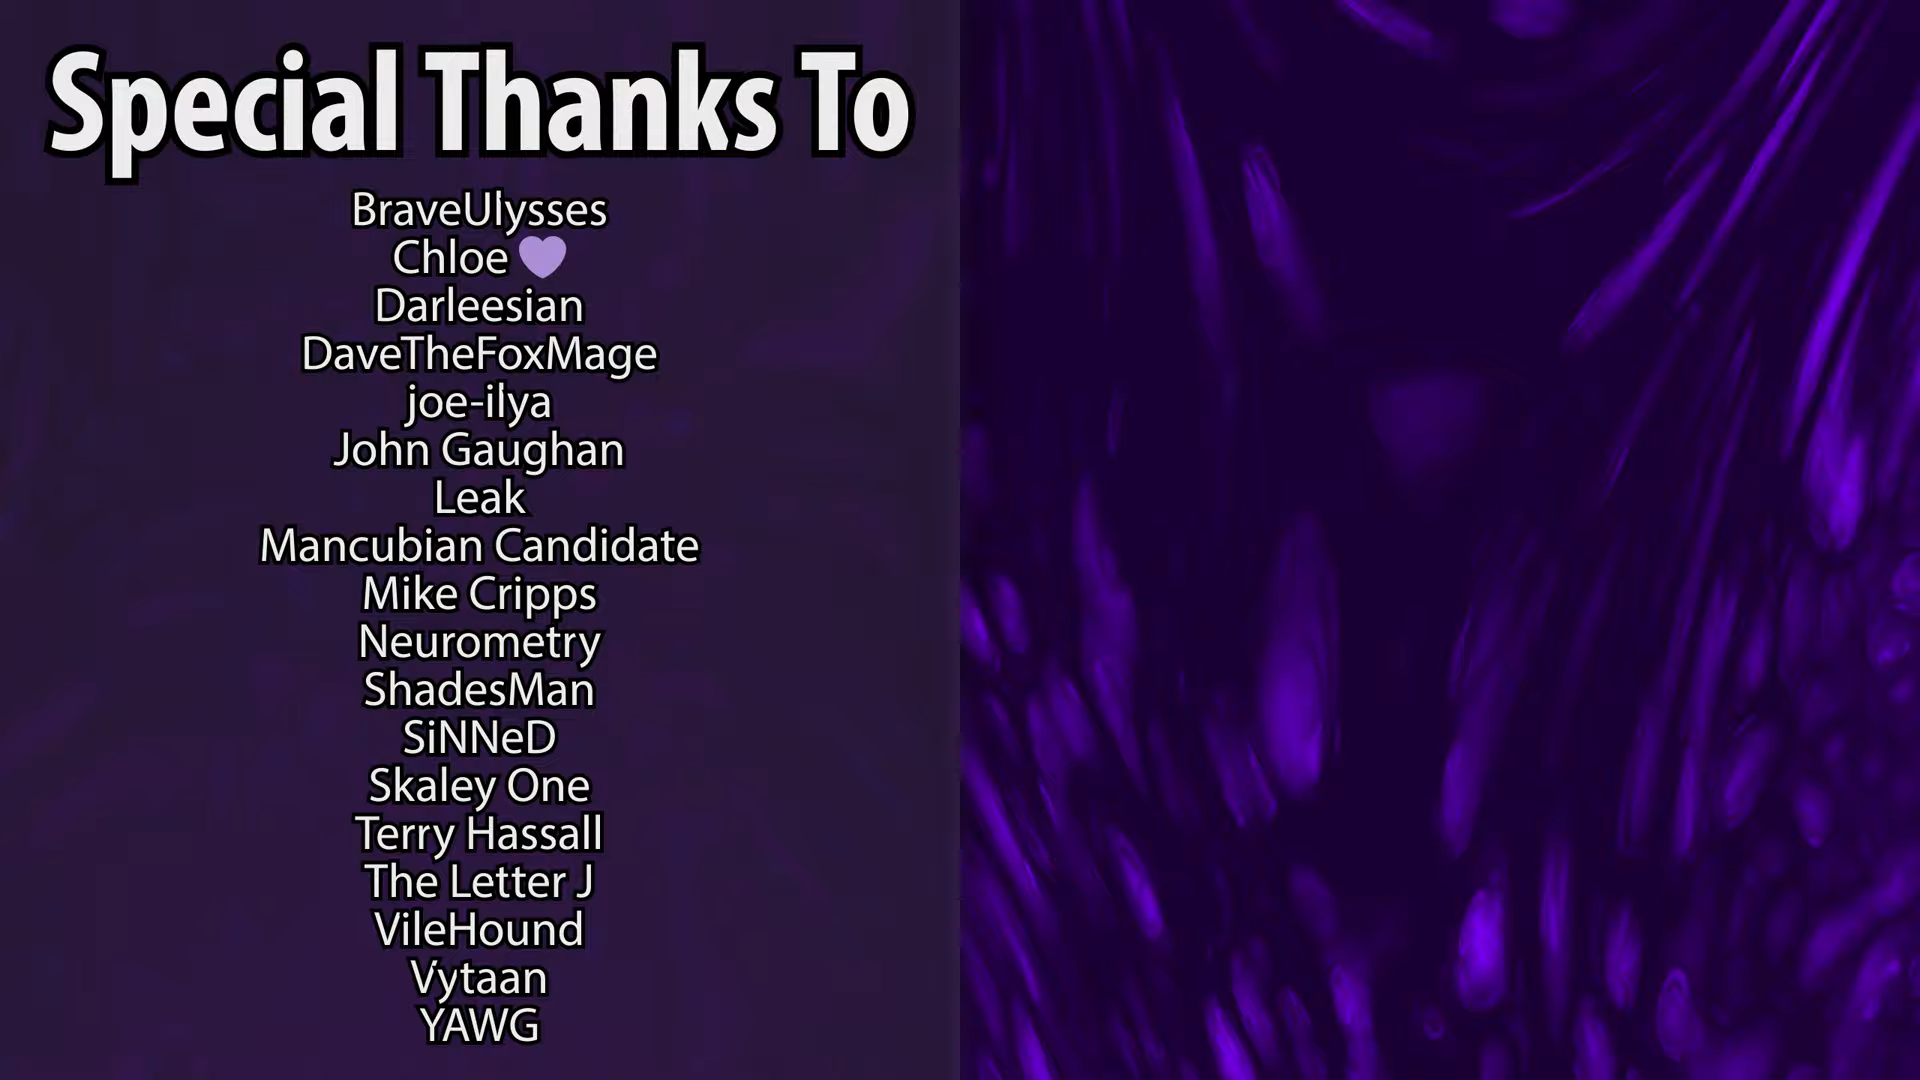 Special Thanks To
BraveUlysses
Chloe 💜
Darleesian
DaveTheFoxMage
joe-ilya
John Gaughan
Leak
Mancubian Candidate
Mike Cripps
Neurometry
ShadesMan
SiNNeD
Skaley One
Terry Hassall
The Letter J
VileHound
Vytaan
YAWG